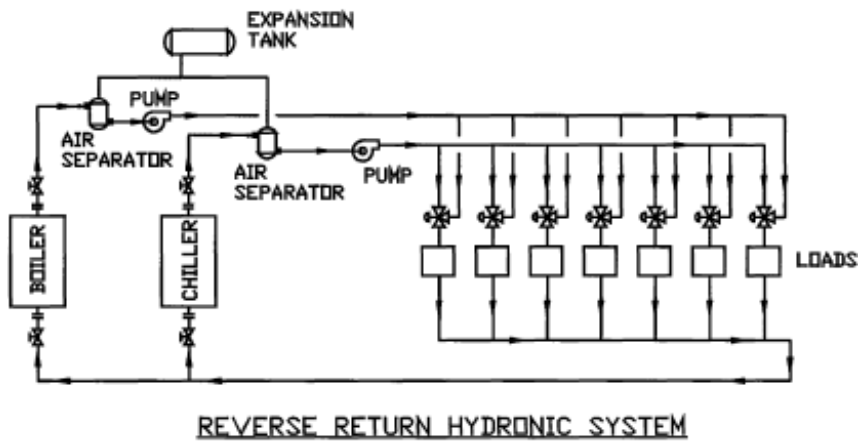 EXPANSION
TANK
PUMP
AIR
SEPARATOR
AIR
SEPARATOR
PUMP
BOILER
CHILLER
LOADS
REVERSE RETURN HYDRONIC SYSTEM